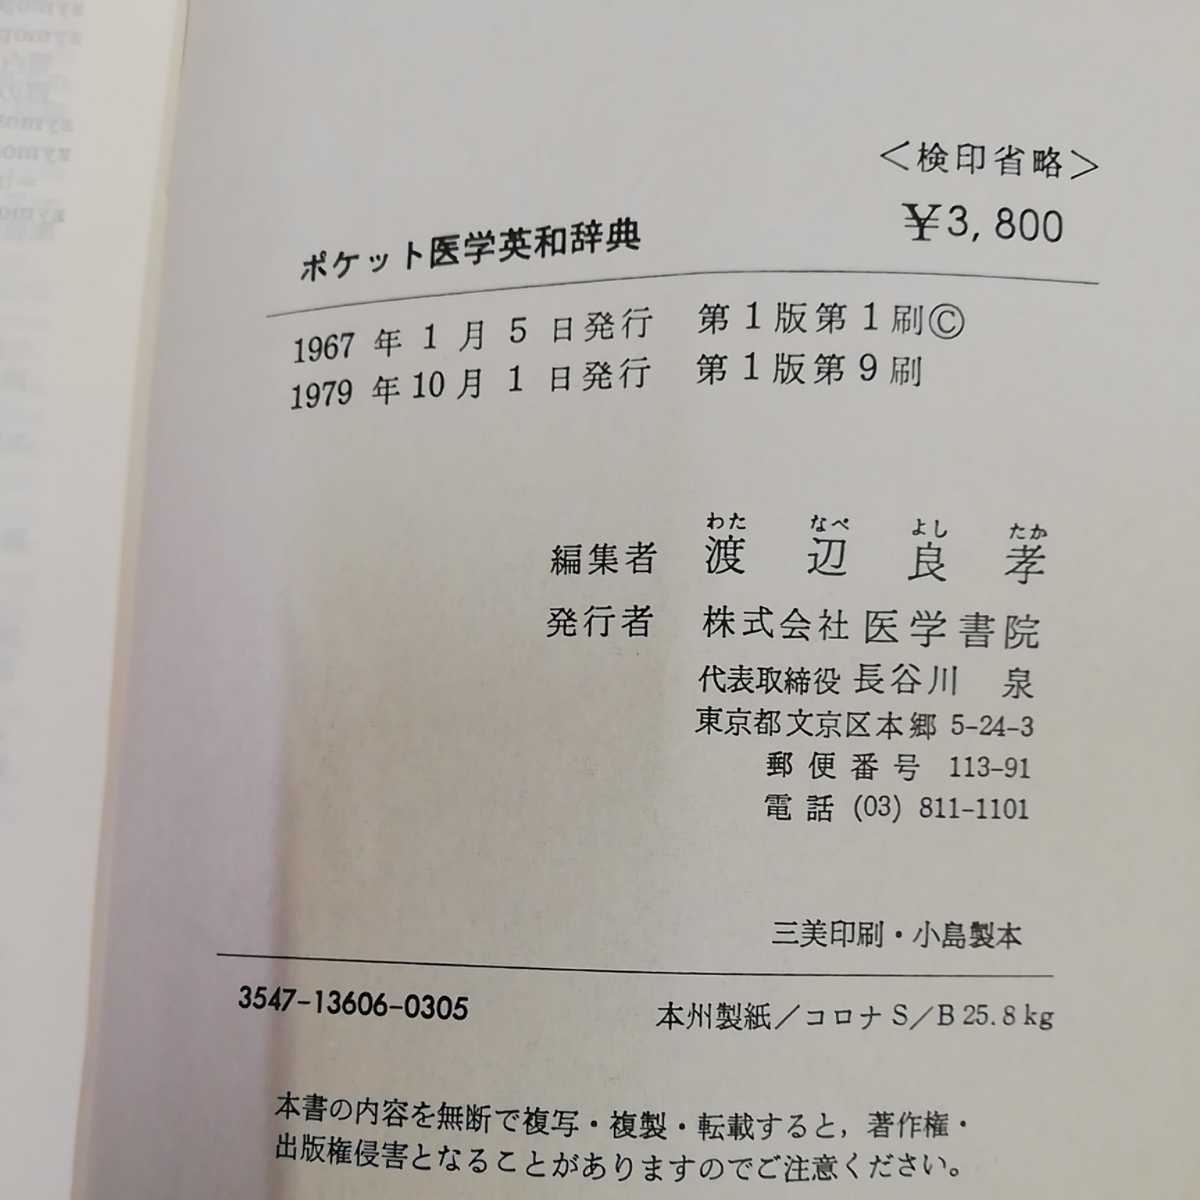 <検印省略>
¥3,800
ポケット医学英和辞典
1967年1月5日発行 第1版第1刷©
1979年10月1日発行 第1版第9刷
わた なべ よし たか
編集者 渡辺良孝
発行者 株式会社医学書院
代表取締役 長谷川 泉
東京都文京区本郷 5-24-3
郵便番号 113-91
電話 (03) 811-1101
三美印刷・小島製本
3547-13606-0305 本州製紙/コロナS/B25.8kg
本書の内容を無断で複写・複製・転載すると, 著作権・
出版権侵害となることがありますのでご注意ください。